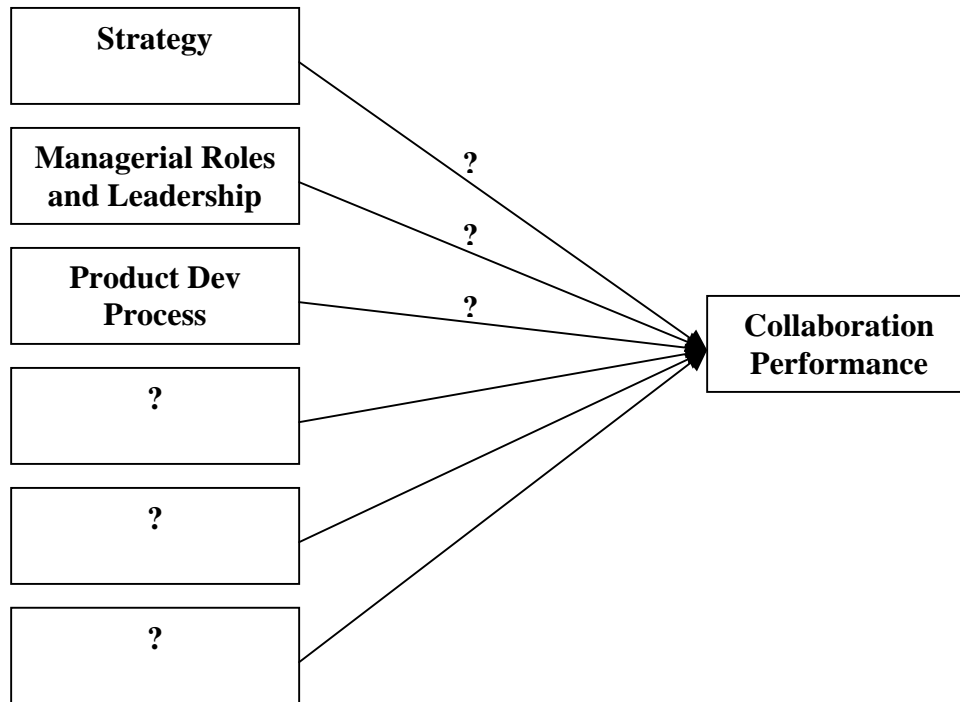 Strategy
Managerial Roles
and Leadership
Product Dev
Process
?
?
?
?
?
?
Collaboration
Performance